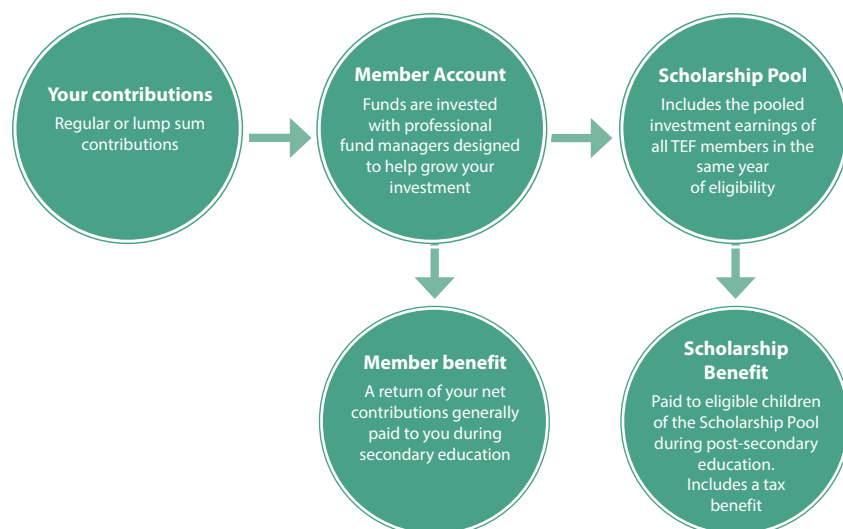 Your contributions
Regular or lump sum
contributions
Member Account
Funds are invested
with professional
fund managers designed
to help grow your
investment
Scholarship Pool
Includes the pooled
investment earnings of
all TEF members in the
same year
of eligibility
Member benefit
A return of your net
contributions generally
paid to you during
secondary education
Scholarship
Benefit
Paid to eligible children
of the Scholarship Pool
during post-secondary
education.
Includes a tax
benefit